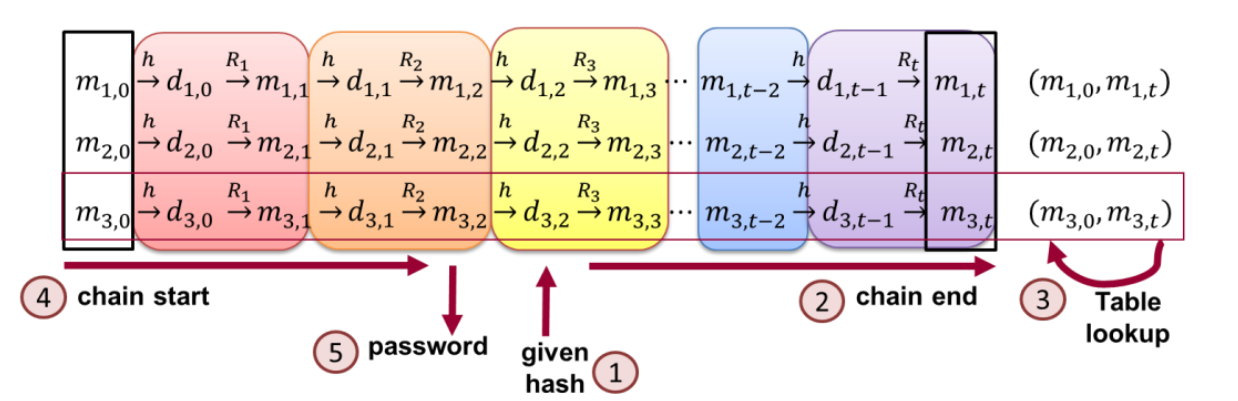 m₁,₀ →ʰ d₁,₀ →ᴿ₁ m₁,₁ →ʰ d₁,₁ →ᴿ₂ m₁,₂ →ʰ d₁,₂ →ᴿ₃ m₁,₃ ⋯ m₁,ₜ₋₂ →ʰ d₁,ₜ₋₁ →ᴿₜ m₁,ₜ (m₁,₀, m₁,ₜ)
m₂,₀ →ʰ d₂,₀ →ᴿ₁ m₂,₁ →ʰ d₂,₁ →ᴿ₂ m₂,₂ →ʰ d₂,₂ →ᴿ₃ m₂,₃ ⋯ m₂,ₜ₋₂ →ʰ d₂,ₜ₋₁ →ᴿₜ m₂,ₜ (m₂,₀, m₂,ₜ)
m₃,₀ →ʰ d₃,₀ →ᴿ₁ m₃,₁ →ʰ d₃,₁ →ᴿ₂ m₃,₂ →ʰ d₃,₂ →ᴿ₃ m₃,₃ ⋯ m₃,ₜ₋₂ →ʰ d₃,ₜ₋₁ →ᴿₜ m₃,ₜ (m₃,₀, m₃,ₜ)
4 chain start
2 chain end
3 Table
lookup
5 password
given
hash 1